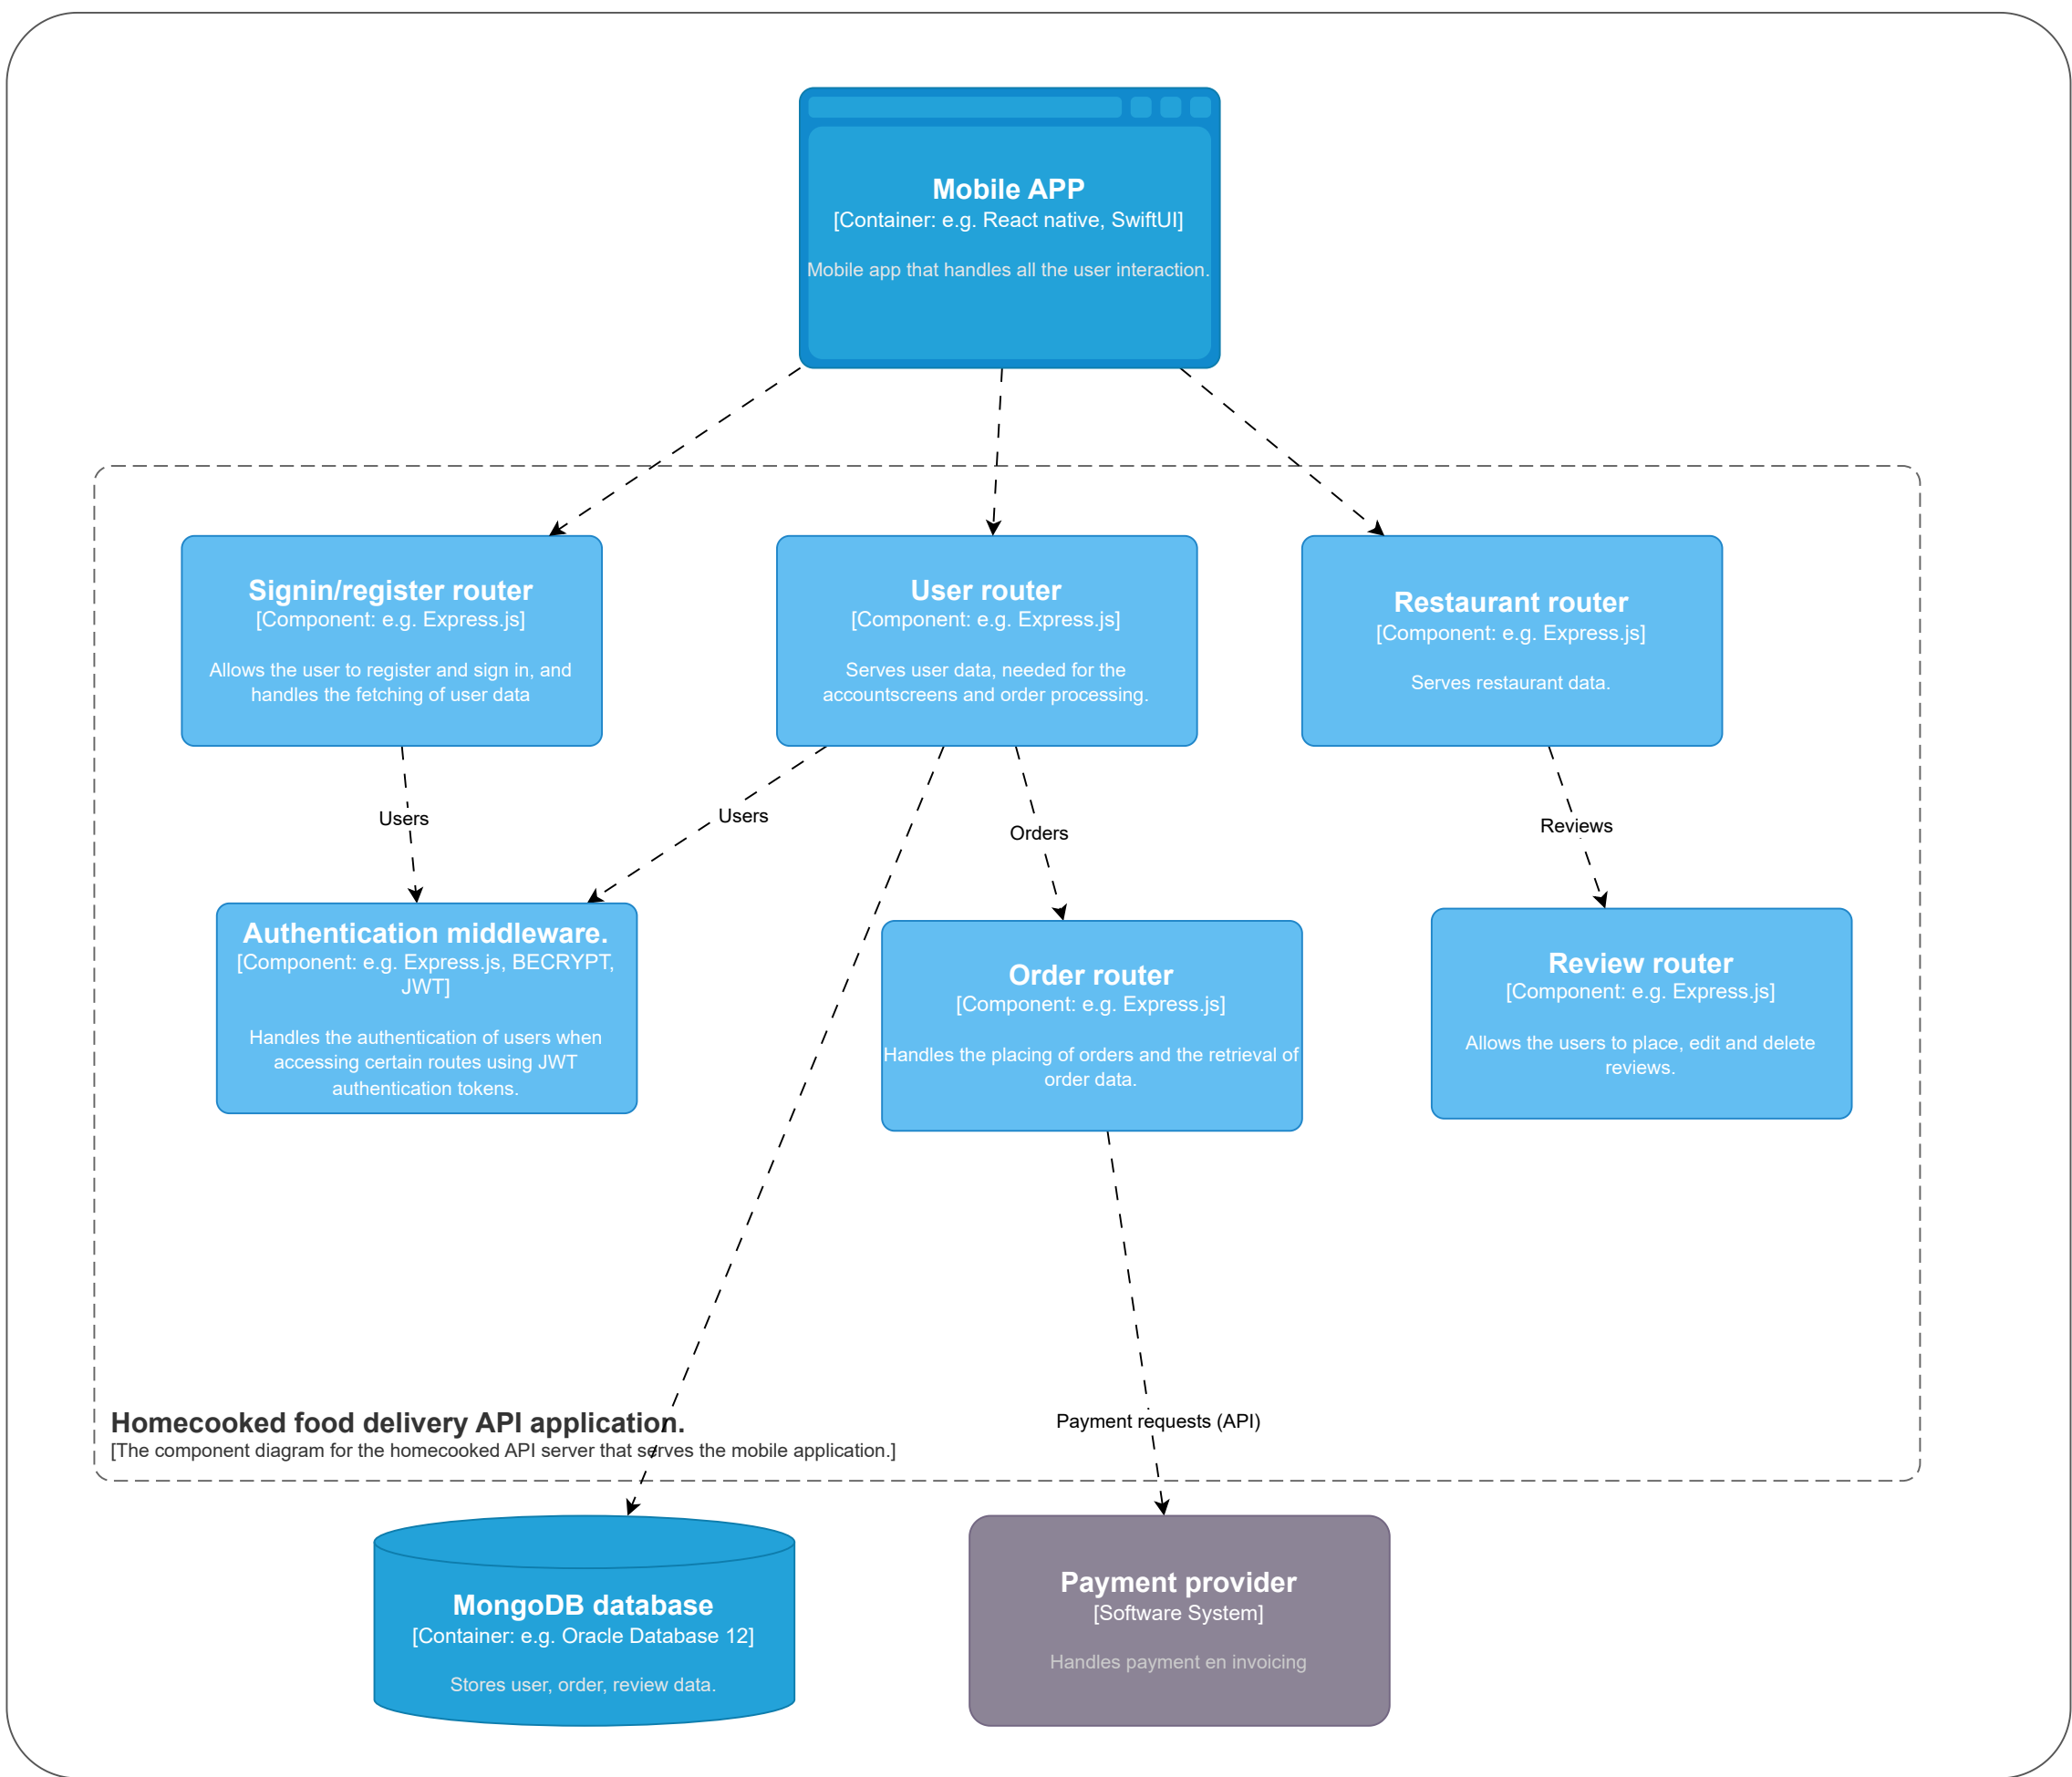 Mobile APP
[Container: e.g. React native, SwiftUI]
Mobile app that handles all the user interaction.
Signin/register router
[Component: e.g. Express.js]
Allows the user to register and sign in, and
handles the fetching of user data
User router
[Component: e.g. Express.js]
Serves user data, needed for the
accountscreens and order processing.
Restaurant router
[Component: e.g. Express.js]
Serves restaurant data.
Users
Users
Orders
Reviews
Authentication middleware.
[Component: e.g. Express.js, BECRYPT,
JWT]
Handles the authentication of users when
accessing certain routes using JWT
authentication tokens.
Order router
[Component: e.g. Express.js]
Handles the placing of orders and the retrieval of
order data.
Review router
[Component: e.g. Express.js]
Allows the users to place, edit and delete
reviews.
Homecooked food delivery API application.
[The component diagram for the homecooked API server that serves the mobile application.]
Payment requests (API)
MongoDB database
[Container: e.g. Oracle Database 12]
Stores user, order, review data.
Payment provider
[Software System]
Handles payment en invoicing